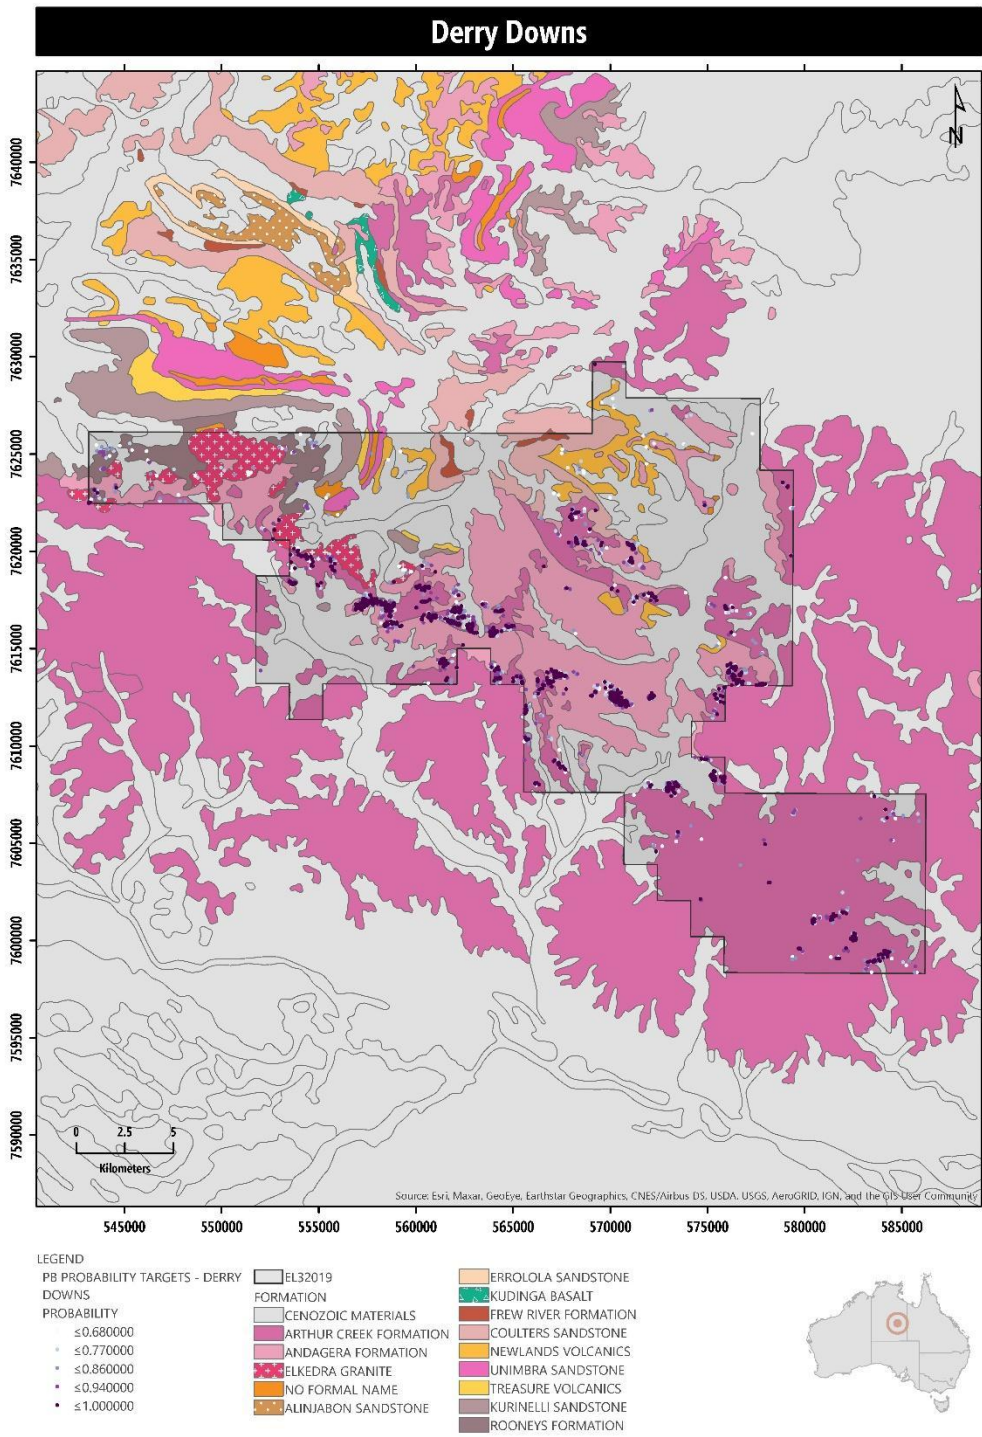 Derry Downs
N
7640000
7635000
7630000
7625000
7620000
7615000
7610000
7605000
7600000
7595000
7590000
0 2.5 5
Kilometers
Source: Esri, Maxar, GeoEye, Earthstar Geographics, CNES/Airbus DS, USDA, USGS, AeroGRID, IGN, and the GIS User Community
545000 550000 555000 560000 565000 570000 575000 580000 585000
LEGEND
PB PROBABILITY TARGETS - DERRY
DOWNS
PROBABILITY
≤0.680000
≤0.770000
≤0.860000
≤0.940000
≤1.000000
EL32019
FORMATION
CENOZOIC MATERIALS
ARTHUR CREEK FORMATION
ANDAGERA FORMATION
ELKEDRA GRANITE
NO FORMAL NAME
ALINJABON SANDSTONE
ERROLOLA SANDSTONE
KUDINGA BASALT
FREW RIVER FORMATION
COULTERS SANDSTONE
NEWLANDS VOLCANICS
UNIMBRA SANDSTONE
TREASURE VOLCANICS
KURINELLI SANDSTONE
ROONEYS FORMATION